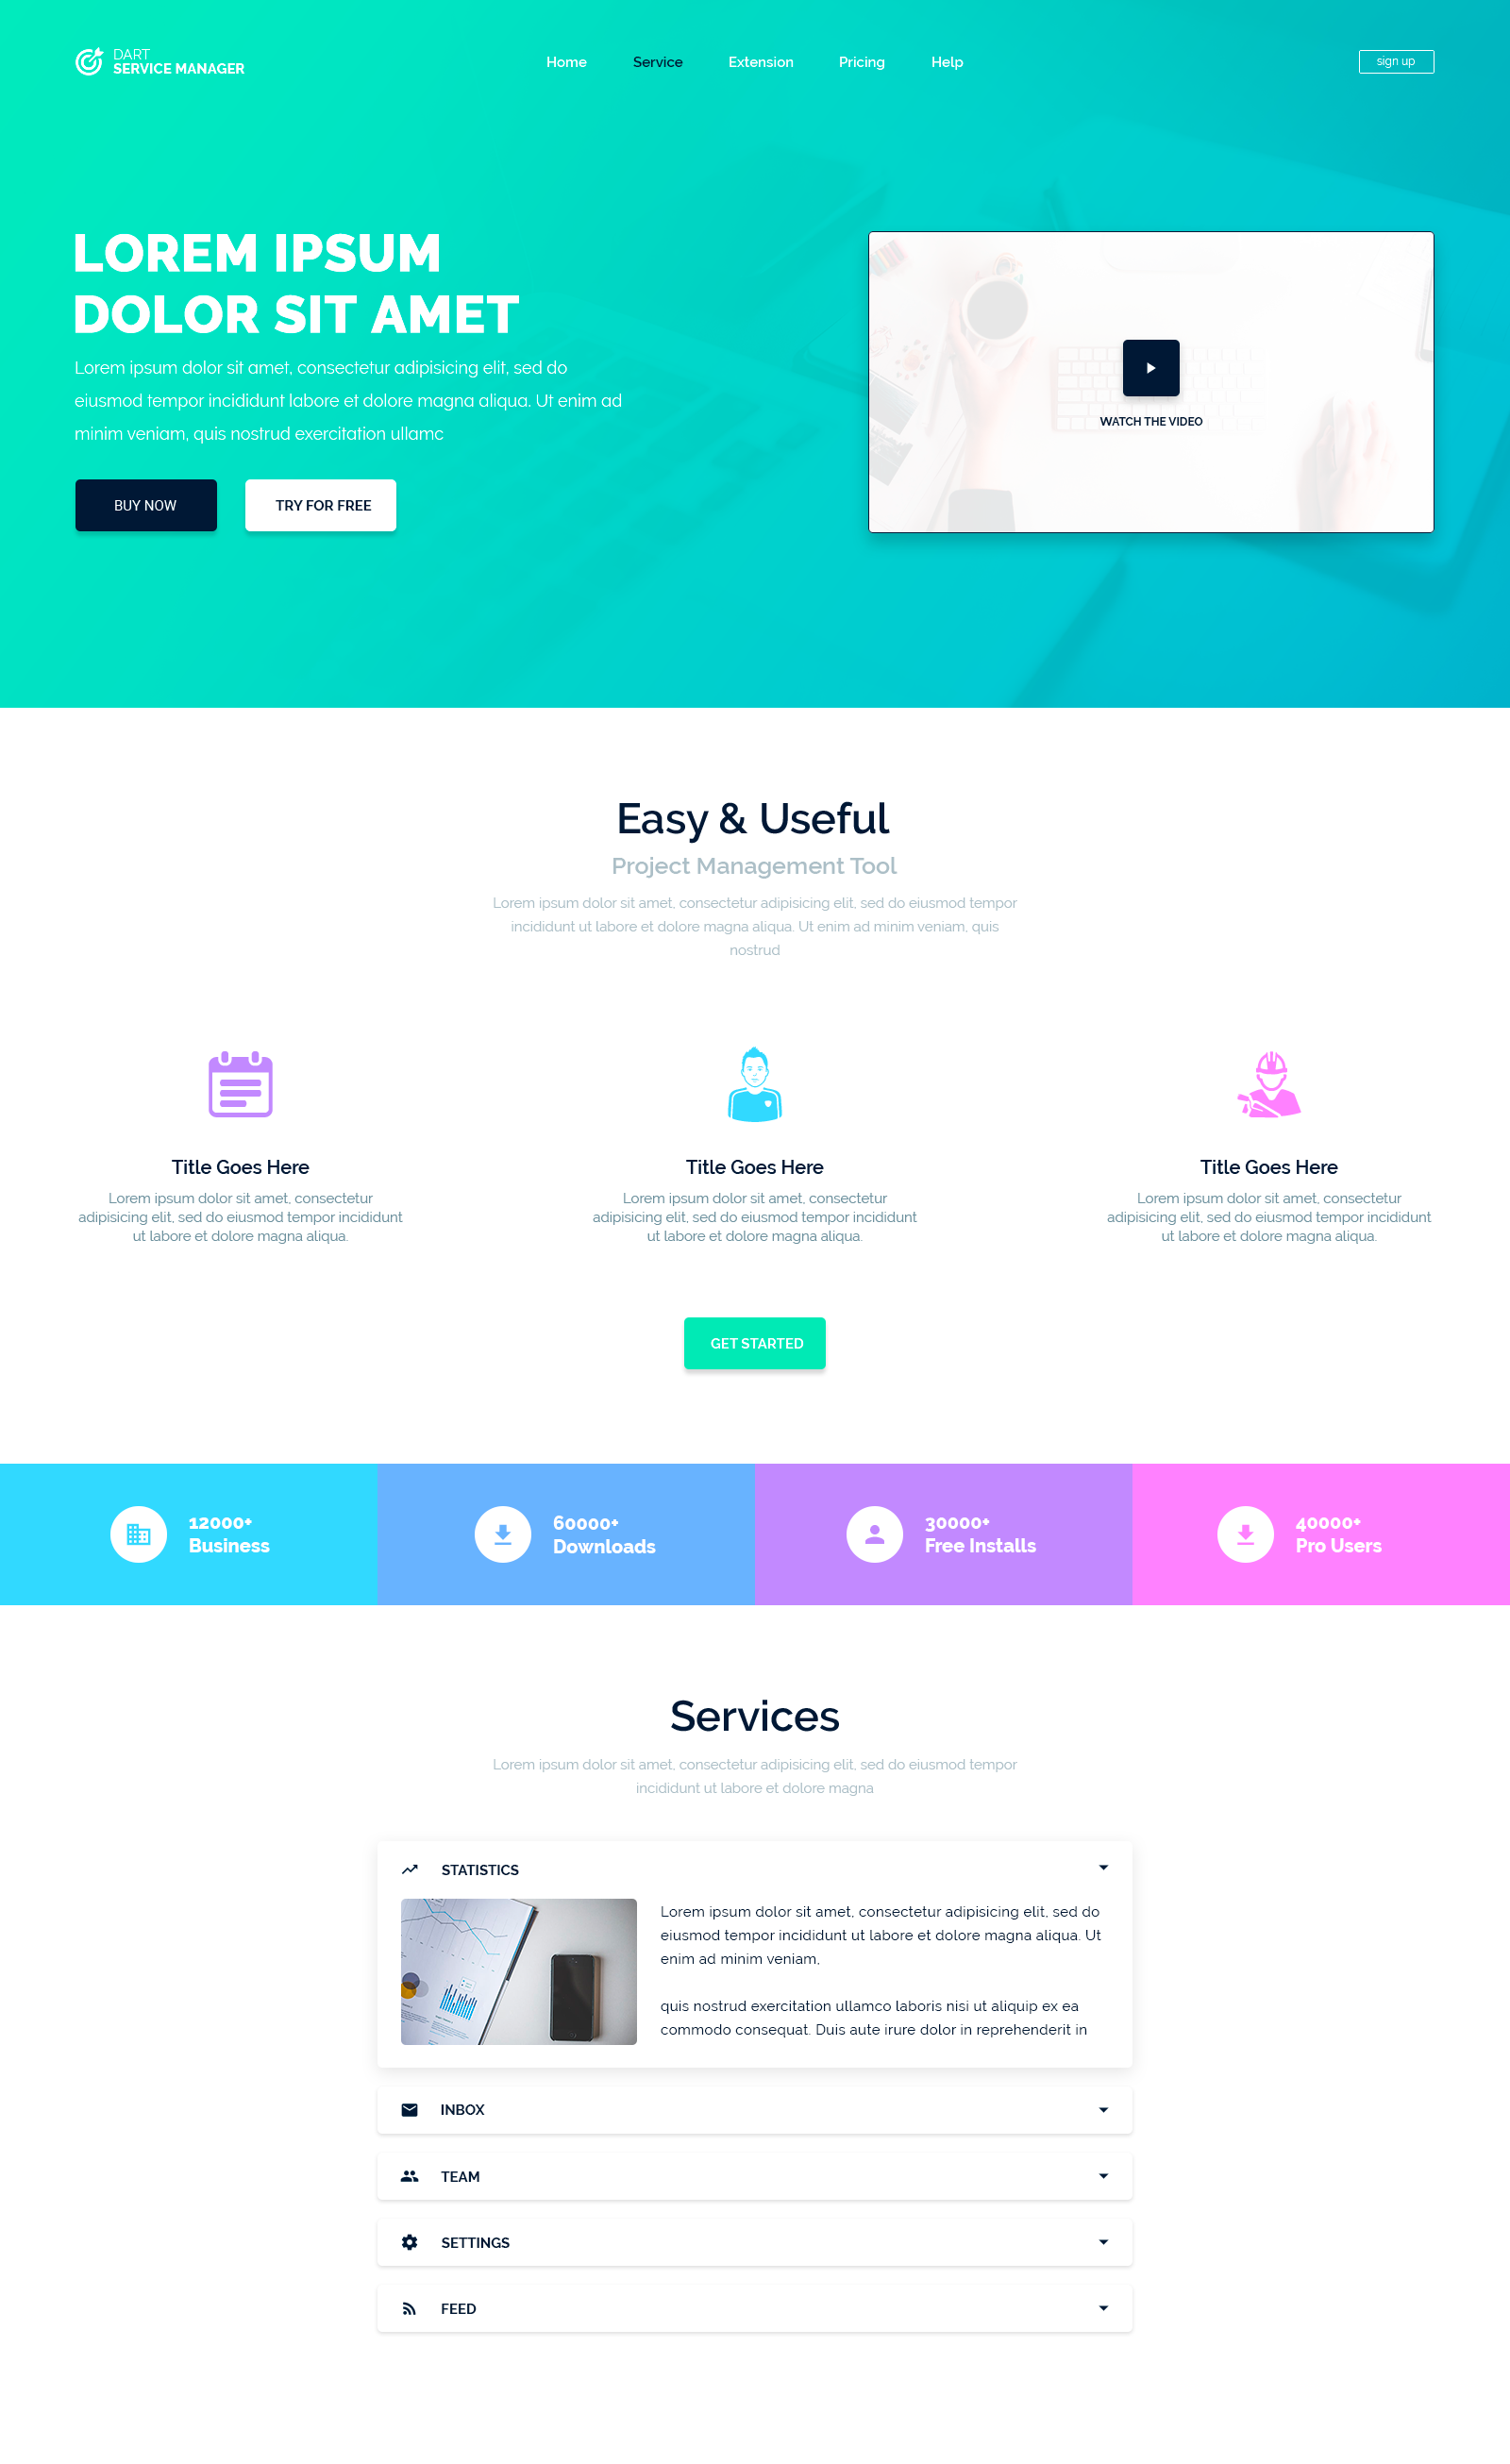 DART
SERVICE MANAGER
Home Service Extension Pricing Help
sign up
LOREM IPSUM
DOLOR SIT AMET
Lorem ipsum dolor sit amet, consectetur adipisicing elit, sed do
eiusmod tempor incididunt labore et dolore magna aliqua. Ut enim ad
minim veniam, quis nostrud exercitation ullamc
BUY NOW
TRY FOR FREE
WATCH THE VIDEO
Easy & Useful
Project Management Tool
Lorem ipsum dolor sit amet, consectetur adipisicing elit, sed do eiusmod tempor
incididunt ut labore et dolore magna aliqua. Ut enim ad minim veniam, quis
nostrud
Title Goes Here
Lorem ipsum dolor sit amet, consectetur
adipisicing elit, sed do eiusmod tempor incididunt
ut labore et dolore magna aliqua.
Title Goes Here
Lorem ipsum dolor sit amet, consectetur
adipisicing elit, sed do eiusmod tempor incididunt
ut labore et dolore magna aliqua.
Title Goes Here
Lorem ipsum dolor sit amet, consectetur
adipisicing elit, sed do eiusmod tempor incididunt
ut labore et dolore magna aliqua.
GET STARTED
12000+
Business
60000+
Downloads
30000+
Free Installs
40000+
Pro Users
Services
Lorem ipsum dolor sit amet, consectetur adipisicing elit, sed do eiusmod tempor
incididunt ut labore et dolore magna
STATISTICS
Lorem ipsum dolor sit amet, consectetur adipisicing elit, sed do
eiusmod tempor incididunt ut labore et dolore magna aliqua. Ut
enim ad minim veniam,
quis nostrud exercitation ullamco laboris nisi ut aliquip ex ea
commodo consequat. Duis aute irure dolor in reprehenderit in
INBOX
TEAM
SETTINGS
FEED